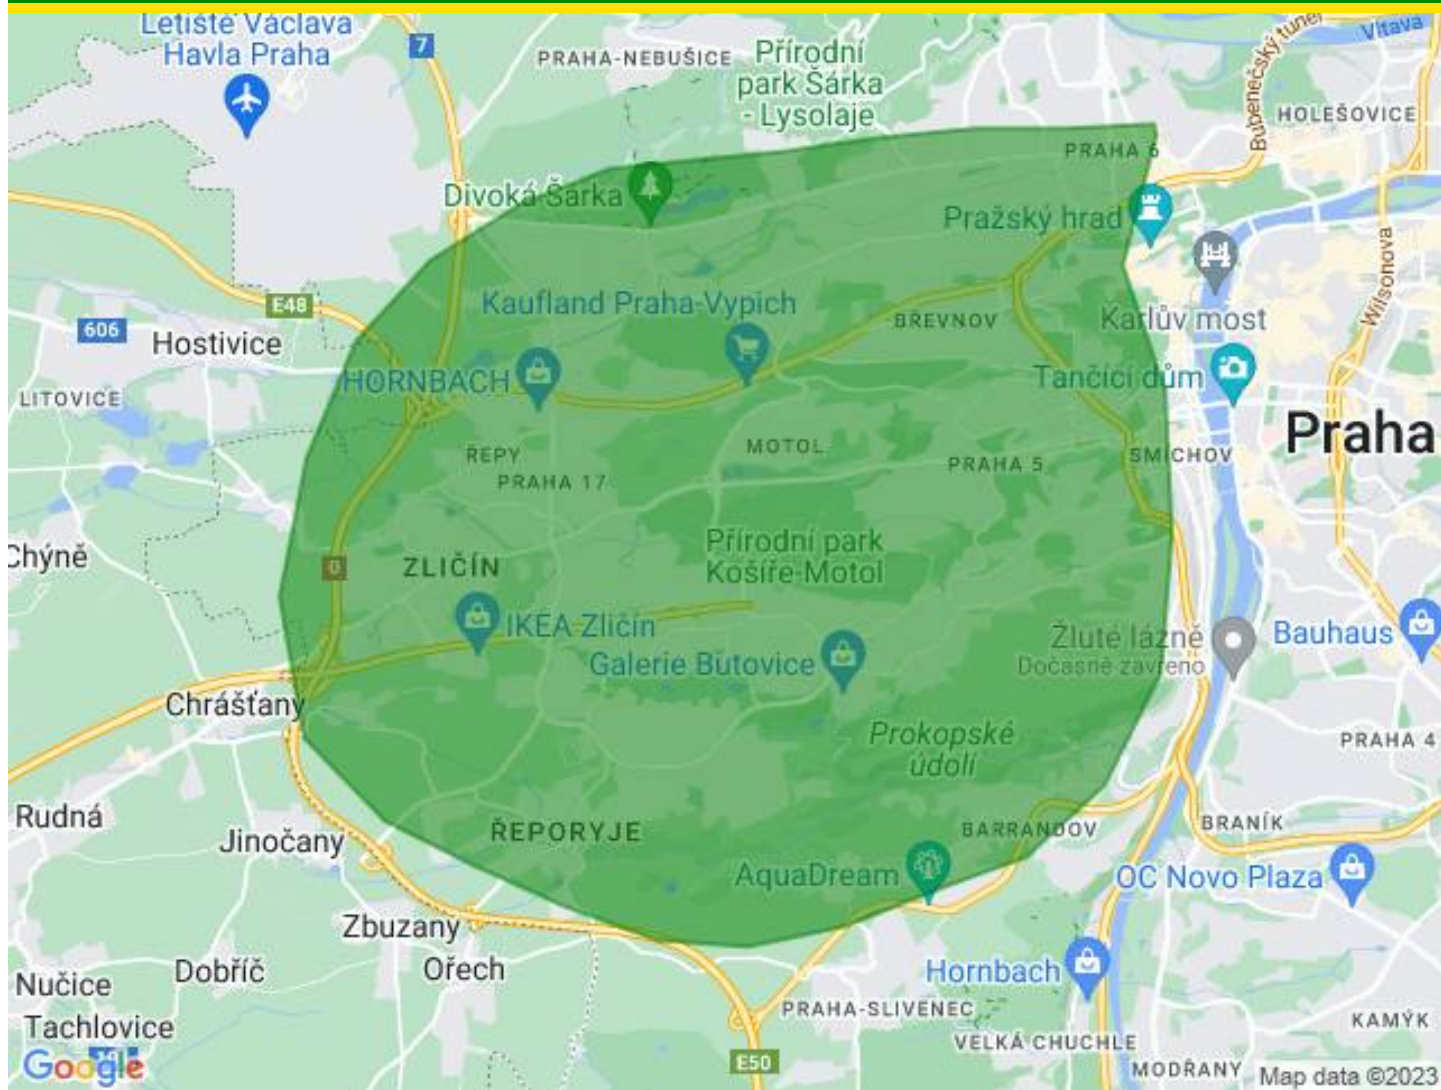 Letiště Václava
Havla Praha
7
PRAHA-NEBUŠICE
Přírodní
park Šárka
- Lysolaje
Bubenečský tunel
Vltava
HOLEŠOVICE
PRAHA 6
Divoká Šárka
Pražský hrad
E48
Kaufland Praha-Vypich
606
Hostivice
BŘEVNOV
Karlův most
Wilsonova
HORNBACH
Tančící dům
LITOVICE
Praha
ŘEPY
MOTOL
PRAHA 5
SMÍCHOV
PRAHA 17
Chýně
ZLIČÍN
0
Přírodní park
Košíře-Motol
IKEA Zličín
Galerie Butovice
Žluté lázně
Dočasně zavřeno
Bauhaus
Chrášťany
Prokopské
údolí
PRAHA 4
Rudná
Jinočany
ŘEPORYJE
BARRANDOV
BRANÍK
AquaDream
OC Novo Plaza
Zbuzany
Nučice
Dobříč
Ořech
Hornbach
Tachlovice
PRAHA-SLIVENEC
KAMÝK
VELKÁ CHUCHLE
Google
E50
MODŘANY
Map data ©2023